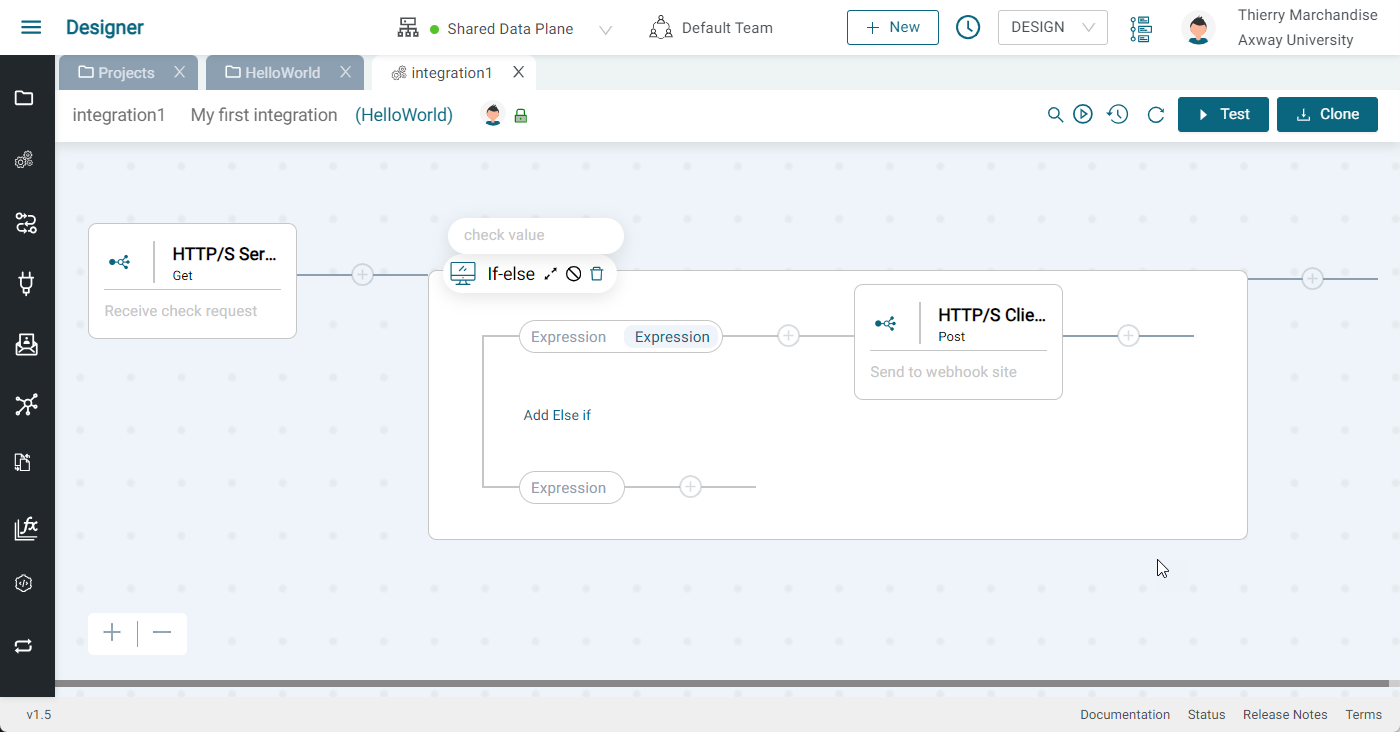 Designer
Shared Data Plane
Default Team
New
DESIGN
Thierry Marchandise
Axway University
Projects
HelloWorld
integration1
integration1
My first integration
(HelloWorld)
Test
Clone
HTTP/S Ser...
Get
Receive check request
check value
If-else
Expression
Expression
HTTP/S Clie...
Post
Send to webhook site
Add Else if
Expression
v1.5
Documentation
Status
Release Notes
Terms